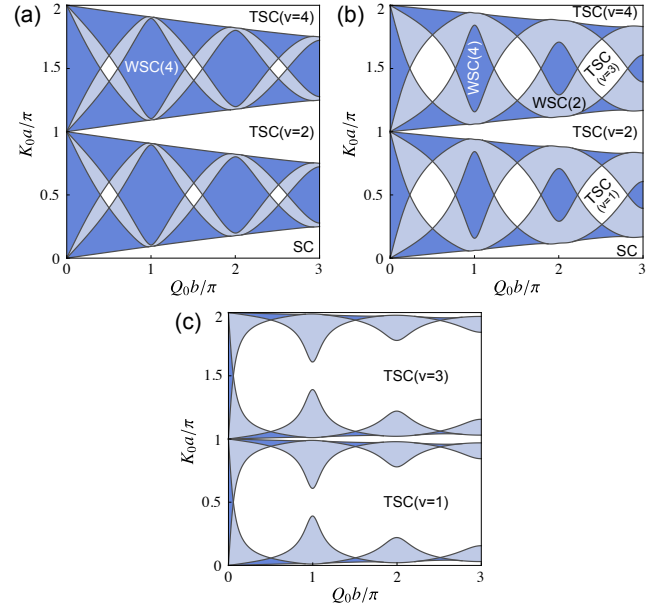 (a)
2
TSC(ν=4)
1.5
WSC(4)
K₀a/π
1
TSC(ν=2)
0.5
SC
0
0 1 2 3
Q₀b/π
(b)
2
TSC(ν=4)
1.5
WSC(4)
TSC
(ν=3)
WSC(2)
K₀a/π
1
TSC(ν=2)
0.5
TSC
(ν=1)
SC
0
0 1 2 3
Q₀b/π
(c)
2
1.5
TSC(ν=3)
K₀a/π
1
0.5
TSC(ν=1)
0
0 1 2 3
Q₀b/π